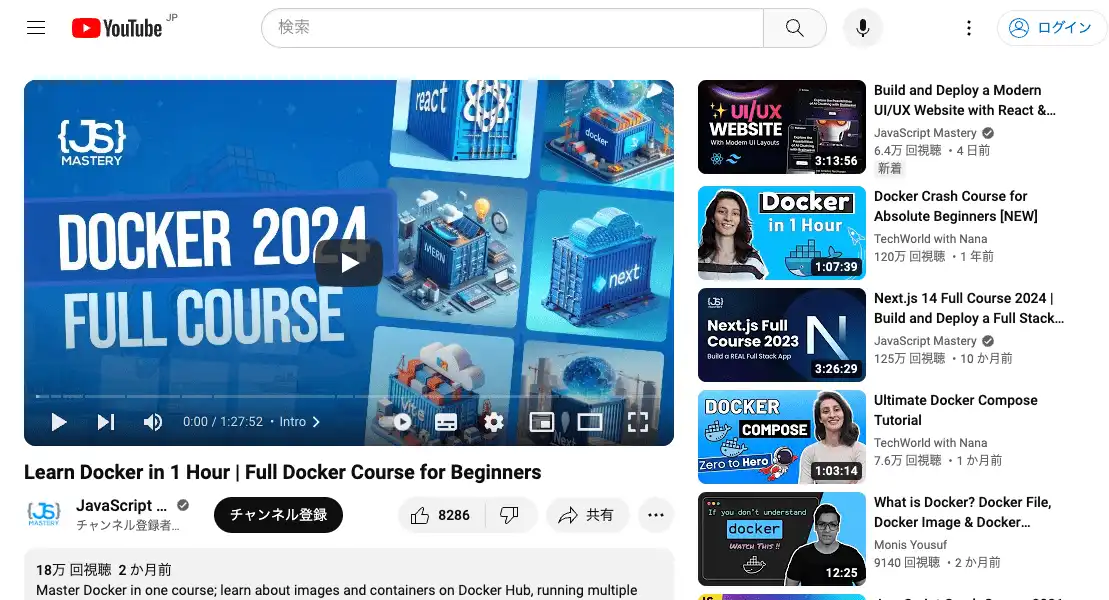 YouTube JP
検索
ログイン
{JS}
MASTERY
DOCKER 2024
FULL COURSE
react
docker
MERN
next
vite
Next
0:00 / 1:27:52 • Intro
Learn Docker in 1 Hour | Full Docker Course for Beginners
{JS}
MASTERY
JavaScript ...
チャンネル登録者...
チャンネル登録
8286
共有
18万 回視聴 2 か月前
Master Docker in one course; learn about images and containers on Docker Hub, running multiple
UI/UX
WEBSITE
With Modern UI Layouts
3:13:56
Build and Deploy a Modern
UI/UX Website with React &...
JavaScript Mastery
6.4万 回視聴 • 4 日前
新着
Docker
in 1 Hour
1:07:39
Docker Crash Course for
Absolute Beginners [NEW]
TechWorld with Nana
120万 回視聴 • 1 年前
{JS}
Next.js Full
Course 2023
Build a REAL Full Stack App
N
3:26:29
Next.js 14 Full Course 2024 |
Build and Deploy a Full Stack...
JavaScript Mastery
125万 回視聴 • 10 か月前
DOCKER
COMPOSE
Zero to Hero
1:03:14
Ultimate Docker Compose
Tutorial
TechWorld with Nana
7.6万 回視聴 • 1 か月前
If you don't understand
docker
WATCH THIS !!
12:25
What is Docker? Docker File,
Docker Image & Docker...
Monis Yousuf
9140 回視聴 • 2 か月前